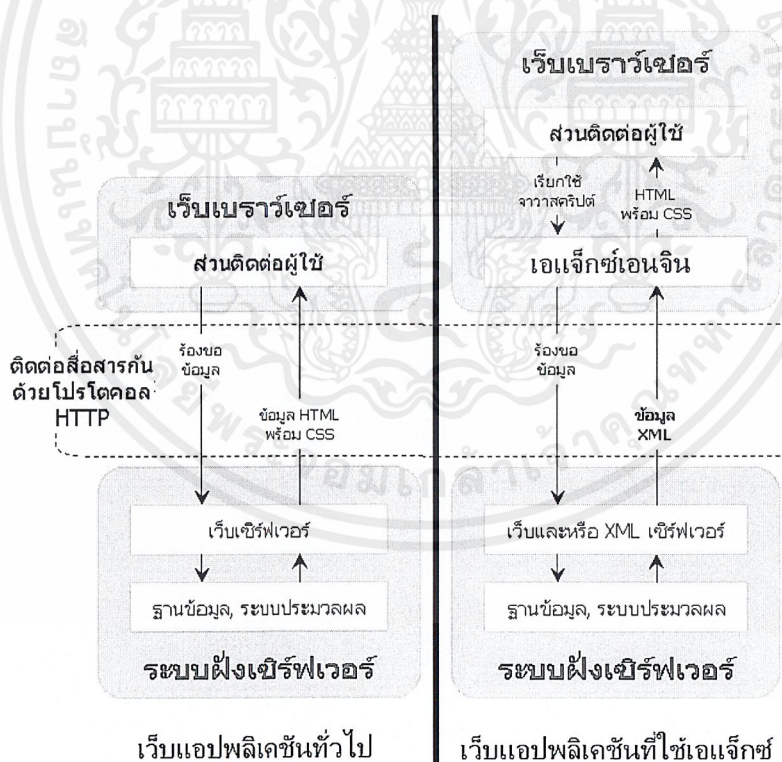 เว็บเบราว์เซอร์
ส่วนติดต่อผู้ใช้
ติดต่อสื่อสารกัน
ด้วยโปรโตคอล
HTTP
ร้องขอ
ข้อมูล
ข้อมูล HTML
พร้อม CSS
เว็บเซิร์ฟเวอร์
ฐานข้อมูล, ระบบประมวลผล
ระบบฝั่งเซิร์ฟเวอร์
เว็บแอปพลิเคชันทั่วไป
เว็บเบราว์เซอร์
ส่วนติดต่อผู้ใช้
เรียกใช้
จาวาสคริปต์
HTML
พร้อม CSS
เอแจ็กซ์เอนจิน
ร้องขอ
ข้อมูล
ข้อมูล
XML
เว็บและหรือ XML เซิร์ฟเวอร์
ฐานข้อมูล, ระบบประมวลผล
ระบบฝั่งเซิร์ฟเวอร์
เว็บแอปพลิเคชันที่ใช้เอแจ็กซ์